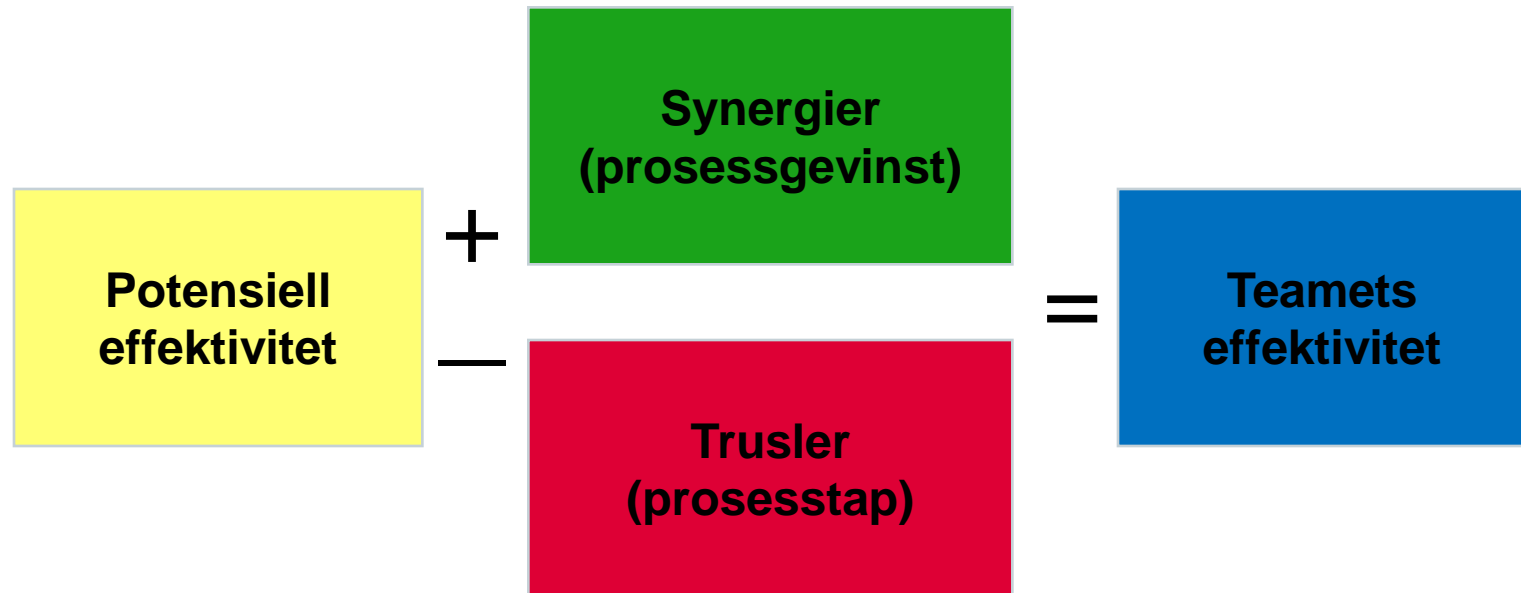 Potensiell
effektivitet
+
Synergier
(prosessgevinst)
–
Trusler
(prosesstap)
=
Teamets
effektivitet